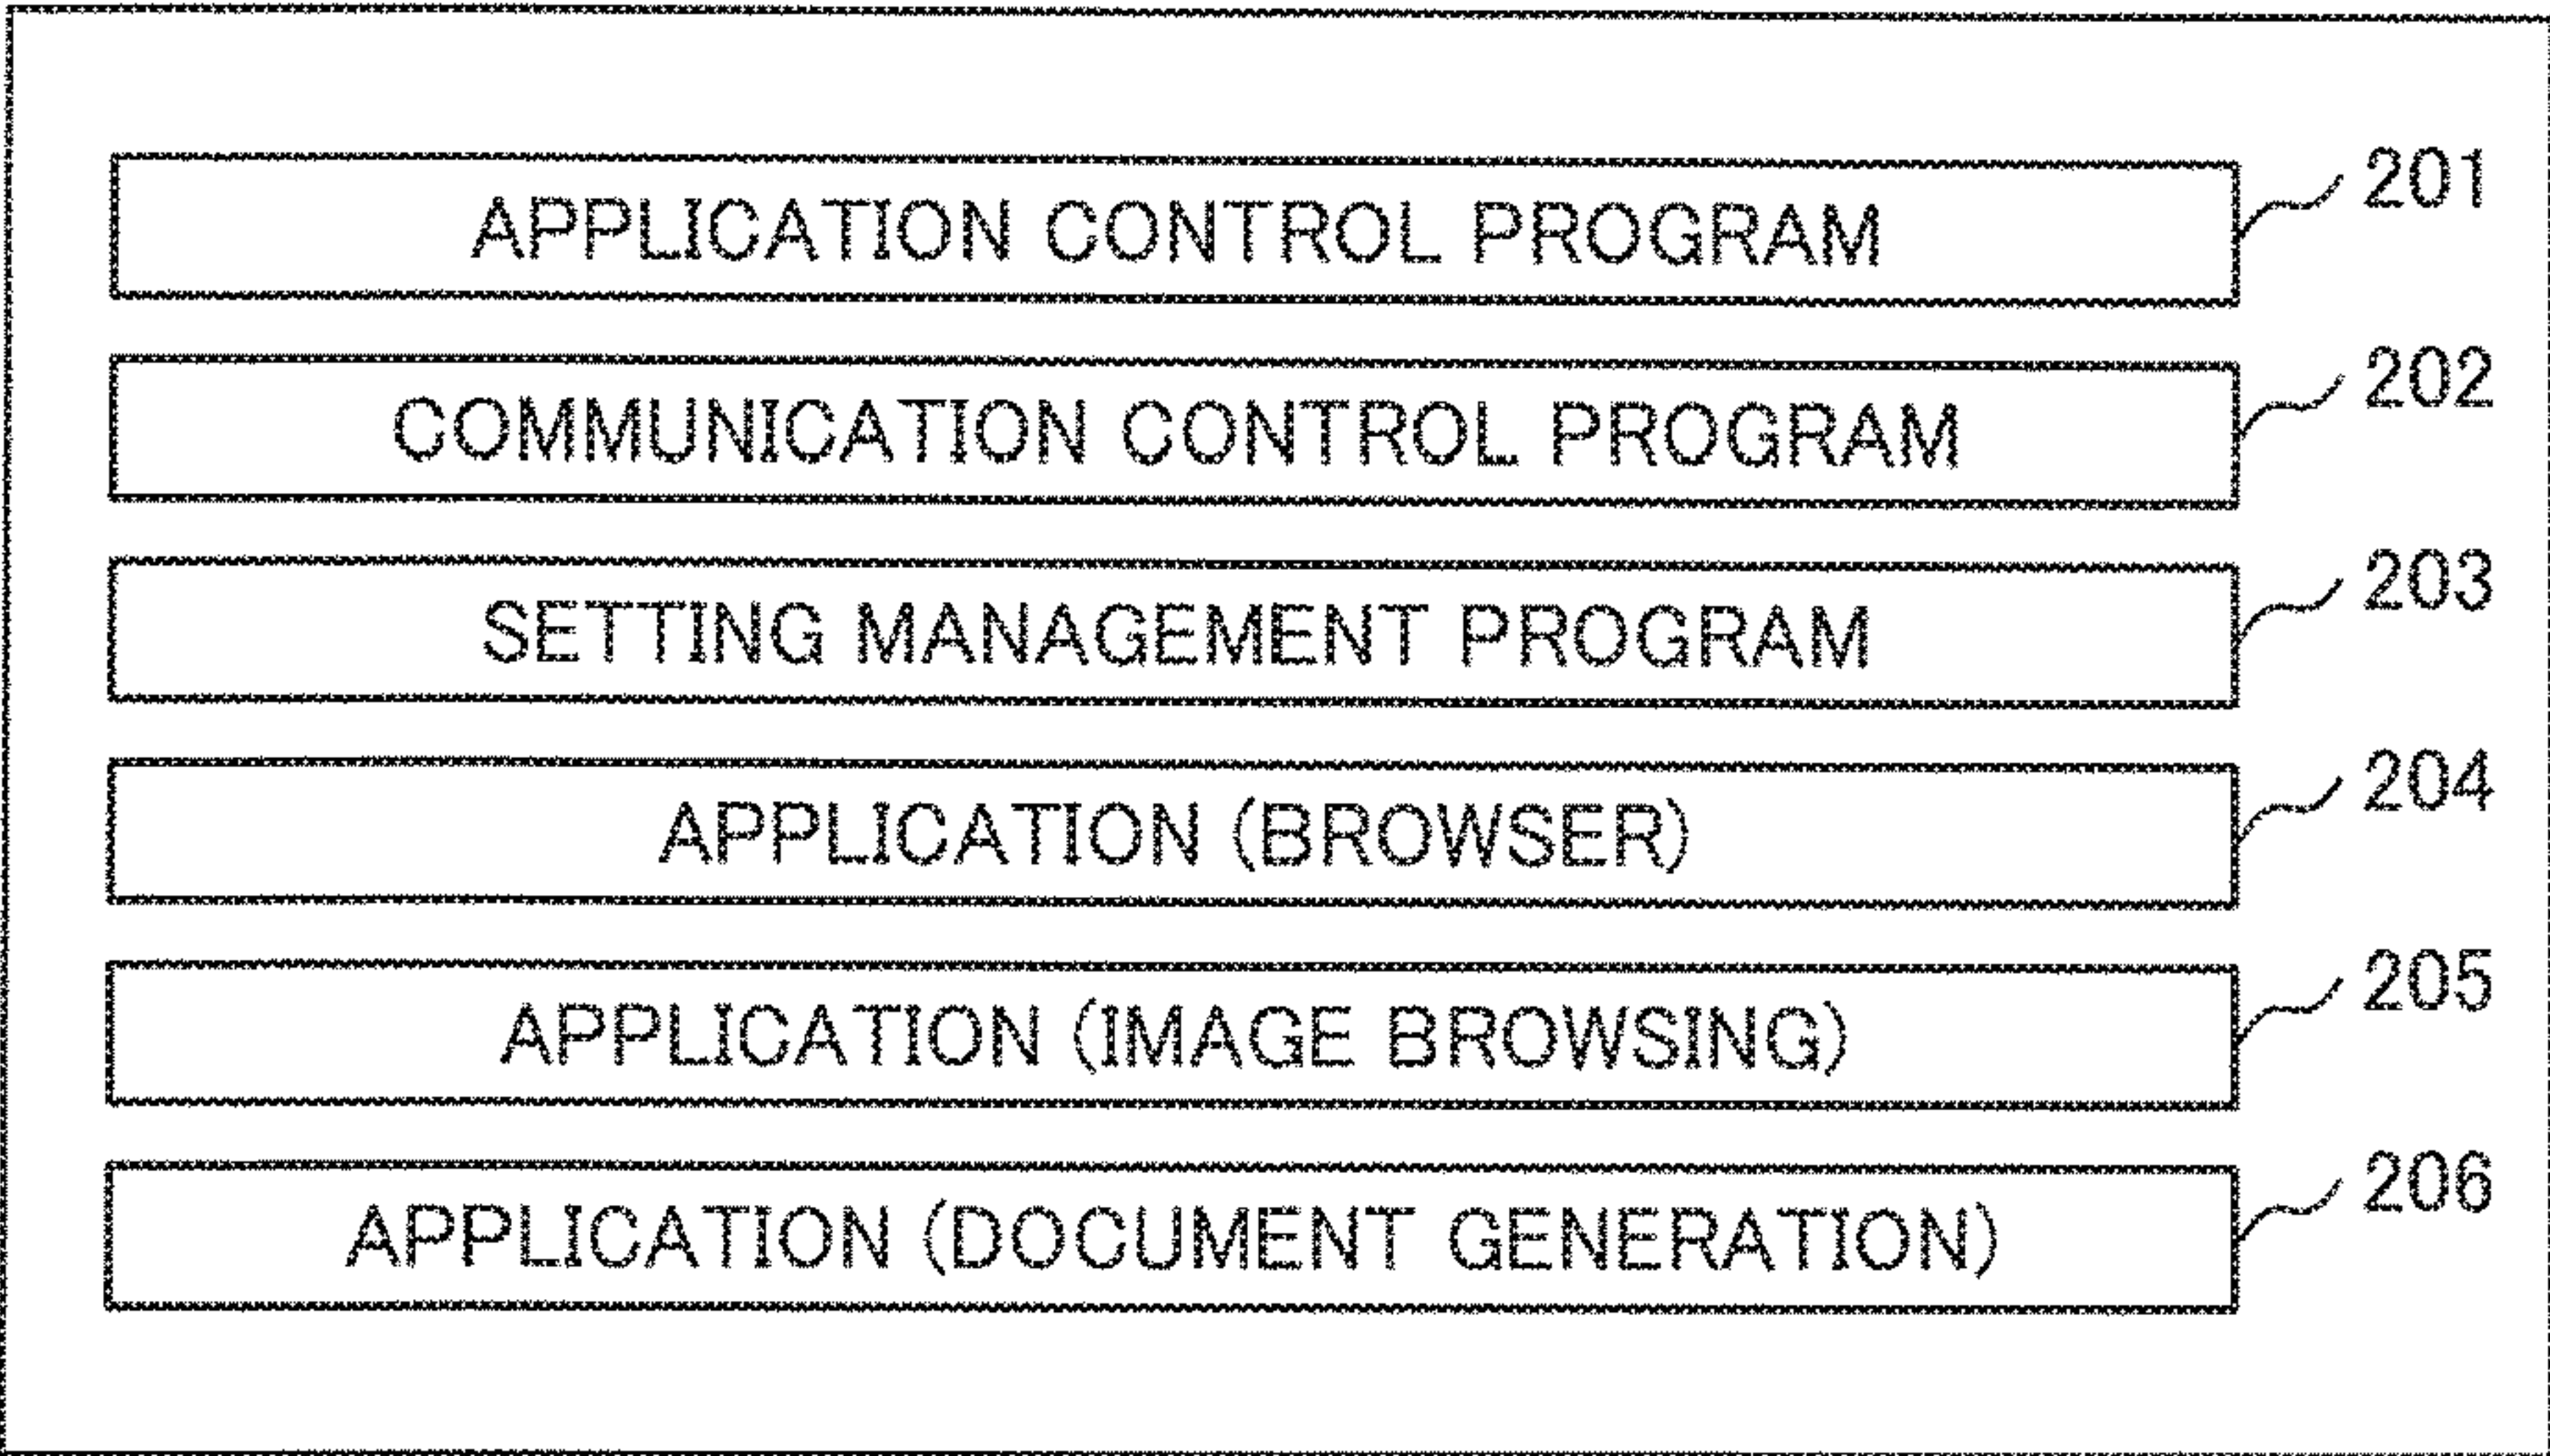 APPLICATION CONTROL PROGRAM 201
COMMUNICATION CONTROL PROGRAM 202
SETTING MANAGEMENT PROGRAM 203
APPLICATION (BROWSER) 204
APPLICATION (IMAGE BROWSING) 205
APPLICATION (DOCUMENT GENERATION) 206